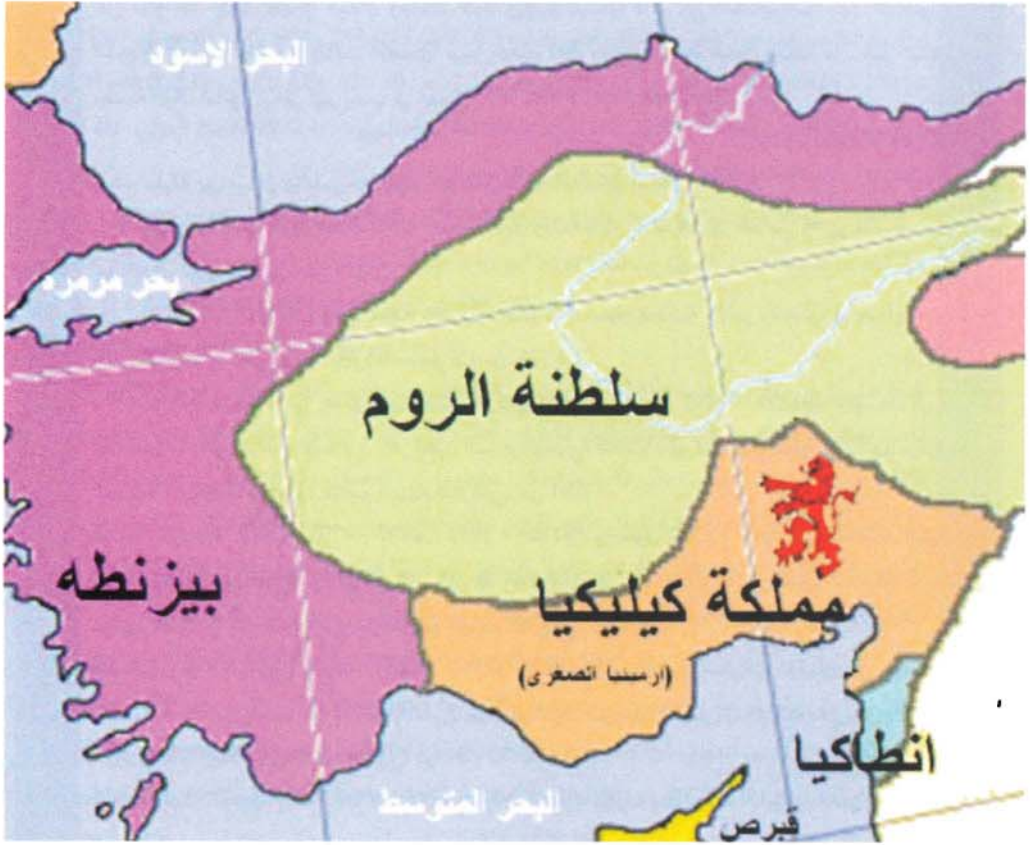 البحر الاسود
بحر مرمره
سلطنة الروم
بيزنطه
مملكة كيليكيا
(ارمينيا الصغرى)
انطاكيا
البحر المتوسط
قبرص